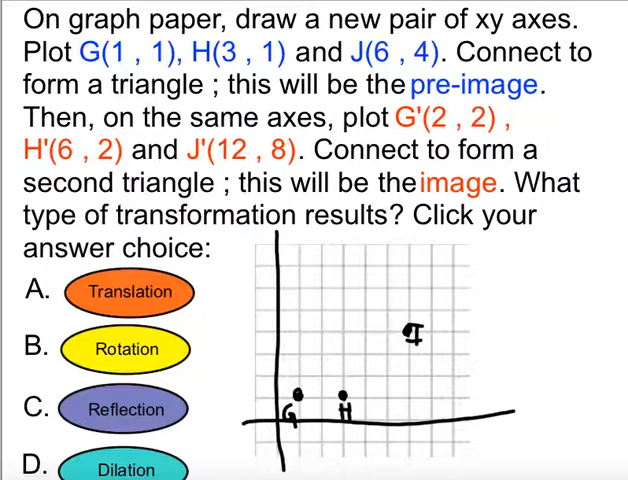 On graph paper, draw a new pair of xy axes.
Plot G(1 , 1), H(3 , 1) and J(6 , 4). Connect to
form a triangle ; this will be the pre-image.
Then, on the same axes, plot G'(2 , 2) ,
H'(6 , 2) and J'(12 , 8). Connect to form a
second triangle ; this will be the image. What
type of transformation results? Click your
answer choice:
A. Translation
B. Rotation
C. Reflection
D. Dilation
J
G
H